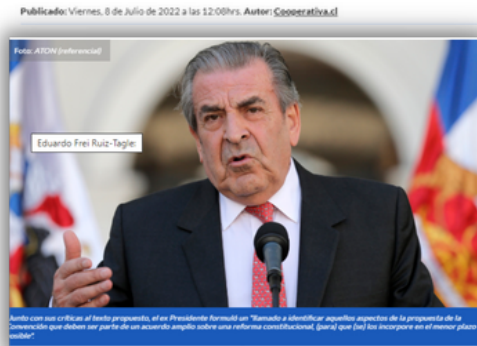 Publicado: Viernes, 8 de Julio de 2022 a las 12:08hrs. Autor: Cooperativa.cl
Foto: ATON (referencial)
Eduardo Frei Ruiz-Tagle:
Junto con sus críticas al texto propuesto, el ex Presidente formuló un "llamado a identificar aquellos aspectos de la propuesta de la
Convención que deben ser parte de un acuerdo amplio sobre una reforma constitucional, (para) que (se) los incorpore en el menor plazo
posible".